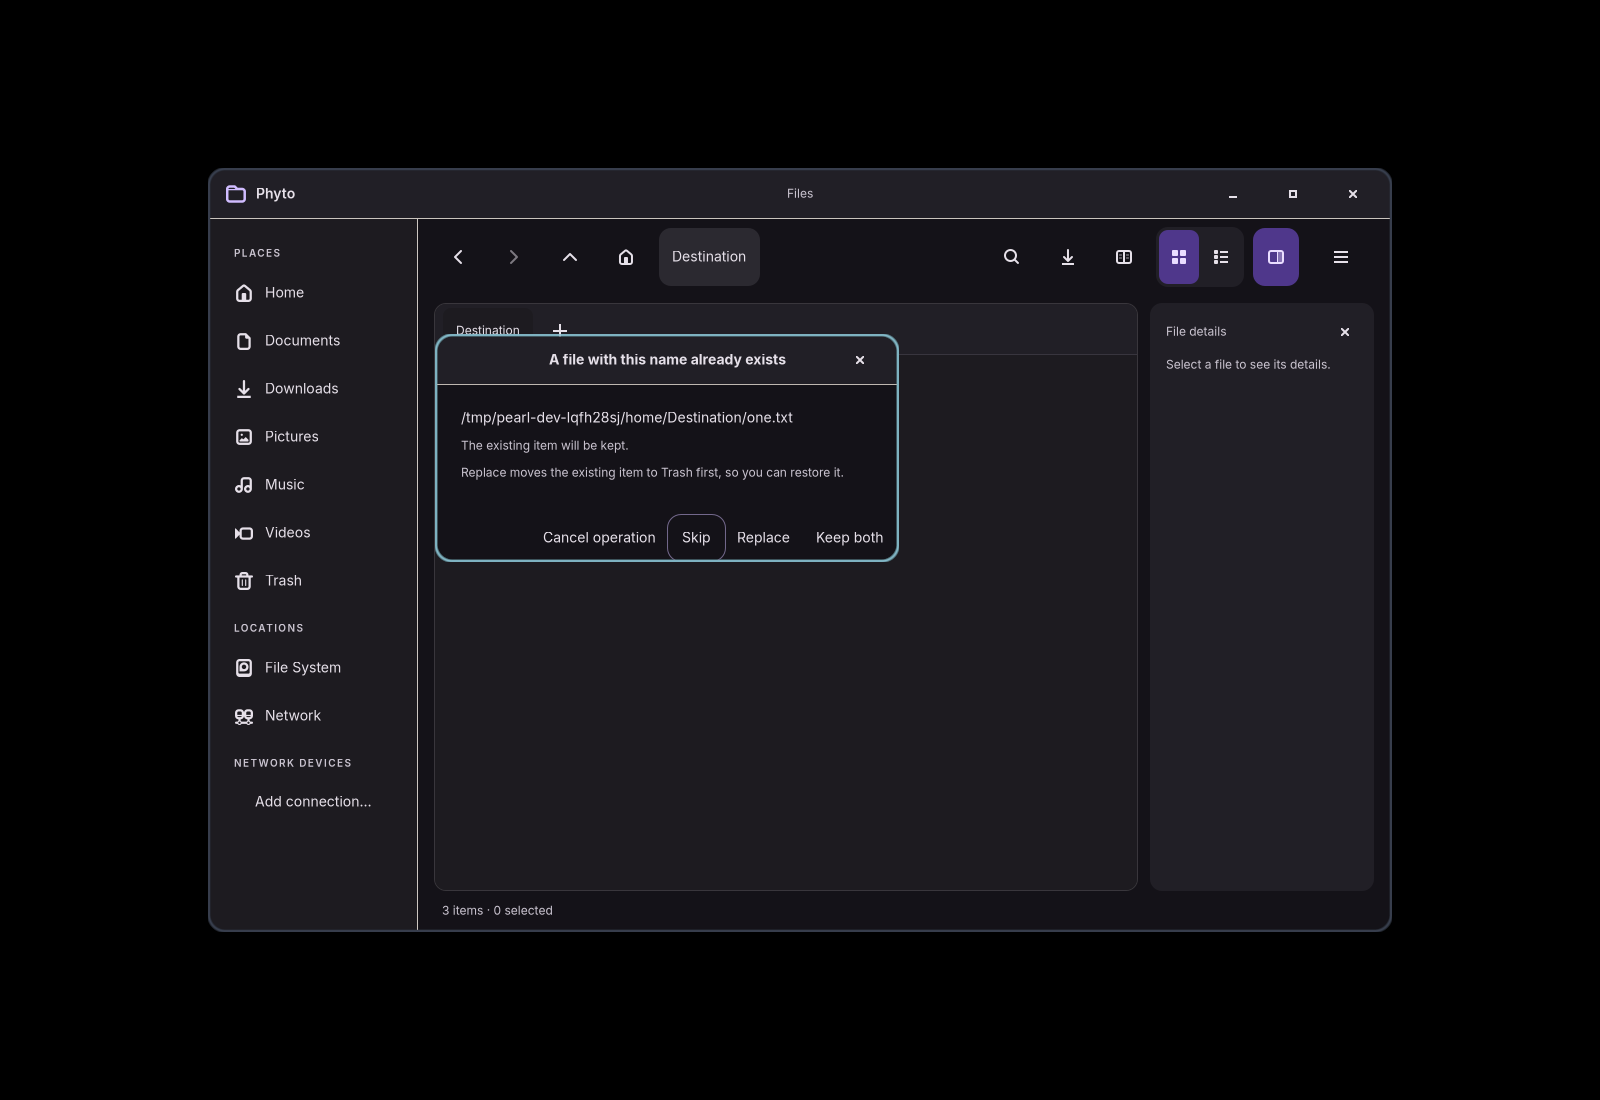 Phyto
Files
PLACES
Home
Documents
Downloads
Pictures
Music
Videos
Trash
LOCATIONS
File System
Network
NETWORK DEVICES
Add connection...
Destination
Destination
A file with this name already exists
/tmp/pearl-dev-lqfh28sj/home/Destination/one.txt
The existing item will be kept.
Replace moves the existing item to Trash first, so you can restore it.
Cancel operation Skip Replace Keep both
File details
Select a file to see its details.
3 items · 0 selected